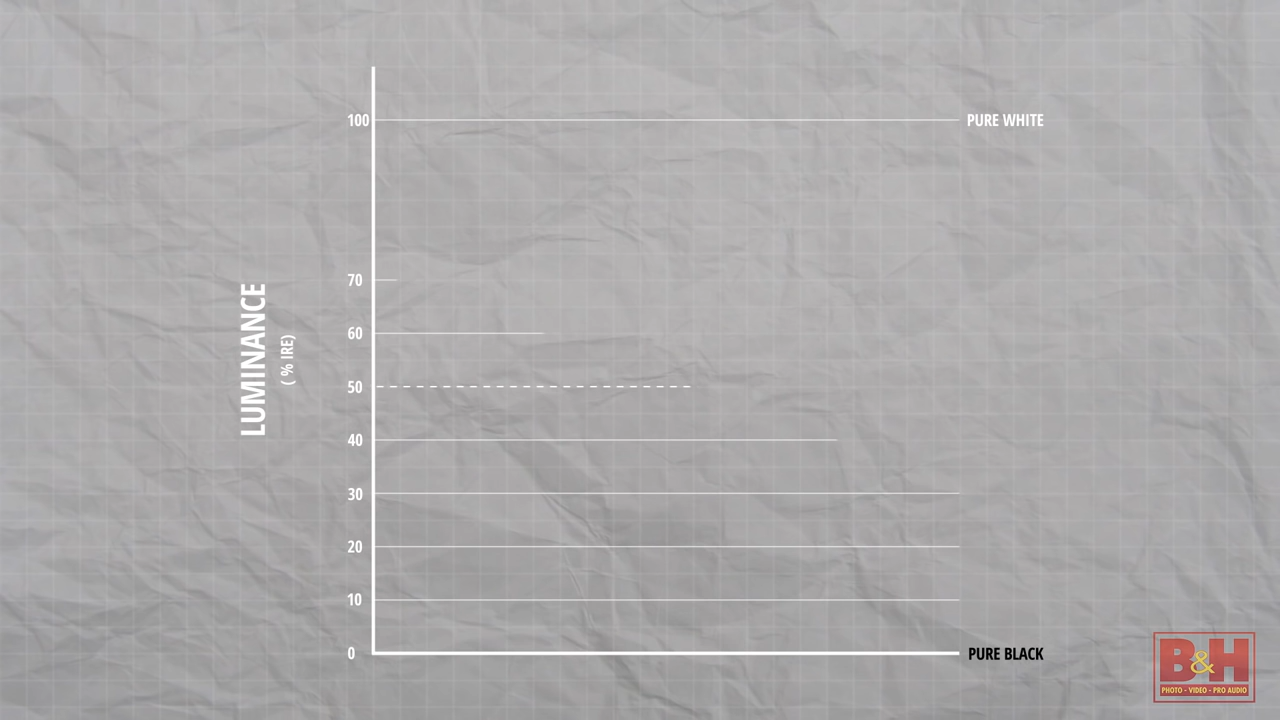 100
PURE WHITE
70
LUMINANCE
( % IRE)
60
50
40
30
20
10
0
PURE BLACK
B&H
PHOTO - VIDEO - PRO AUDIO